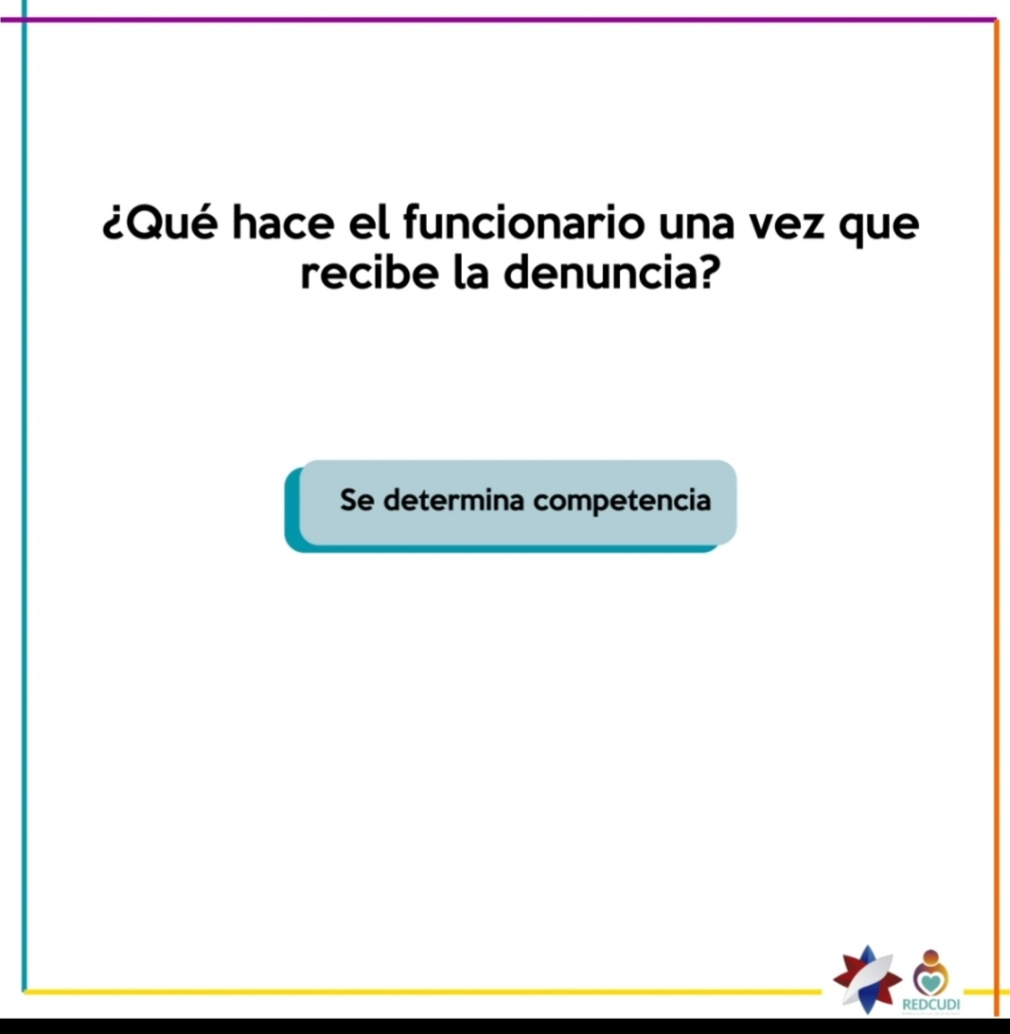 ¿Qué hace el funcionario una vez que
recibe la denuncia?
Se determina competencia
REDCUDI